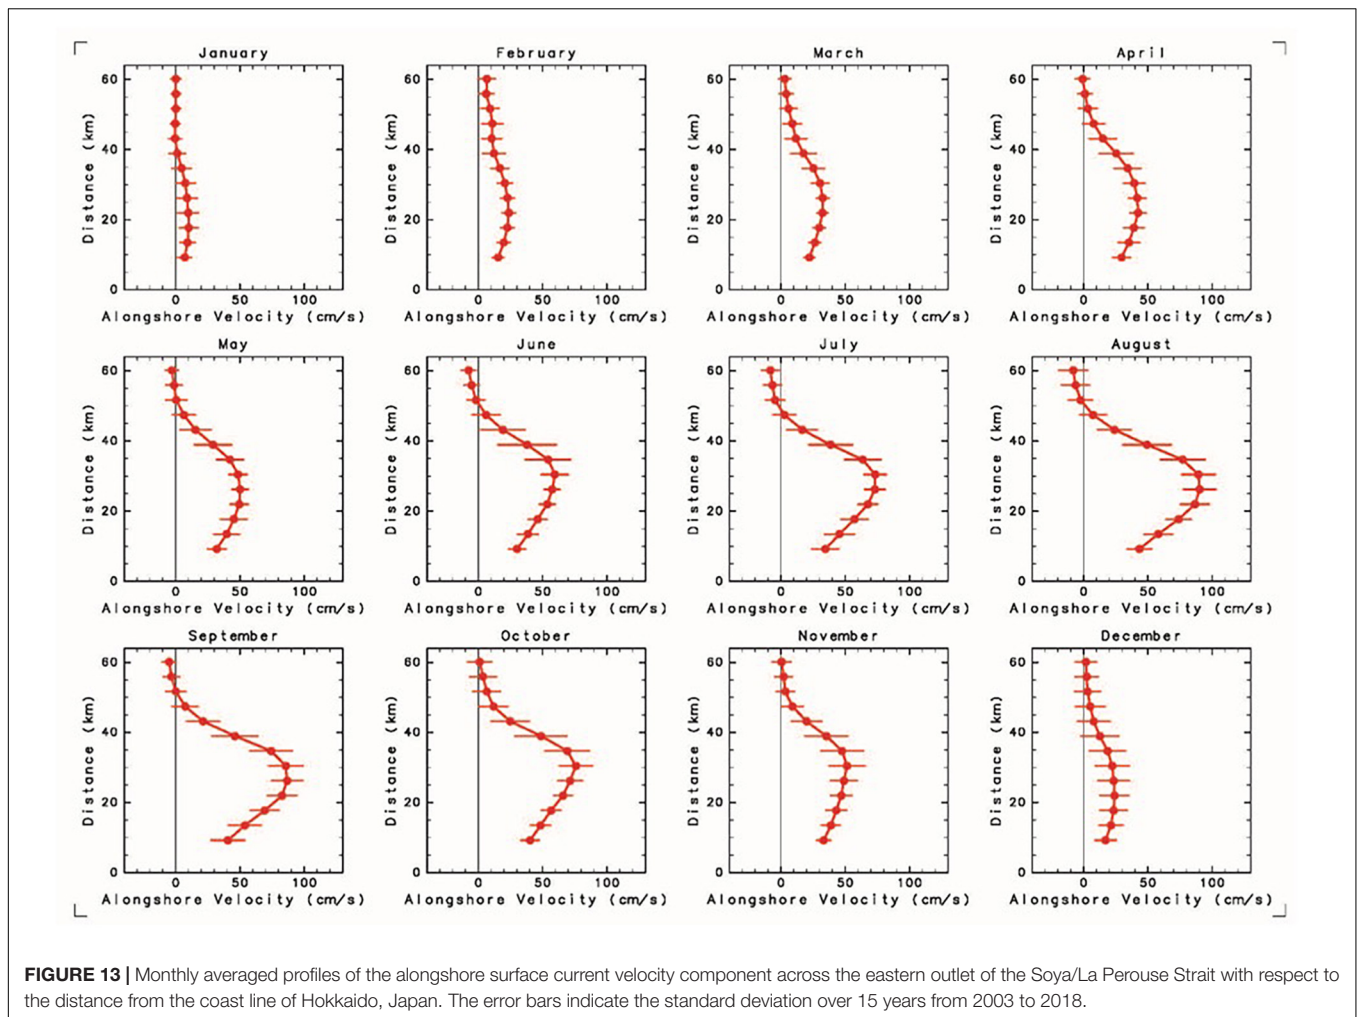 January
February
March
April
60
40
20
0
Distance (km)
0 50 100
Alongshore Velocity (cm/s)
60
40
20
0
Distance (km)
0 50 100
Alongshore Velocity (cm/s)
60
40
20
0
Distance (km)
0 50 100
Alongshore Velocity (cm/s)
60
40
20
0
Distance (km)
0 50 100
Alongshore Velocity (cm/s)
May
June
July
August
60
40
20
0
Distance (km)
0 50 100
Alongshore Velocity (cm/s)
60
40
20
0
Distance (km)
0 50 100
Alongshore Velocity (cm/s)
60
40
20
0
Distance (km)
0 50 100
Alongshore Velocity (cm/s)
60
40
20
0
Distance (km)
0 50 100
Alongshore Velocity (cm/s)
September
October
November
December
60
40
20
0
Distance (km)
0 50 100
Alongshore Velocity (cm/s)
60
40
20
0
Distance (km)
0 50 100
Alongshore Velocity (cm/s)
60
40
20
0
Distance (km)
0 50 100
Alongshore Velocity (cm/s)
60
40
20
0
Distance (km)
0 50 100
Alongshore Velocity (cm/s)
FIGURE 13 | Monthly averaged profiles of the alongshore surface current velocity component across the eastern outlet of the Soya/La Perouse Strait with respect to
the distance from the coast line of Hokkaido, Japan. The error bars indicate the standard deviation over 15 years from 2003 to 2018.